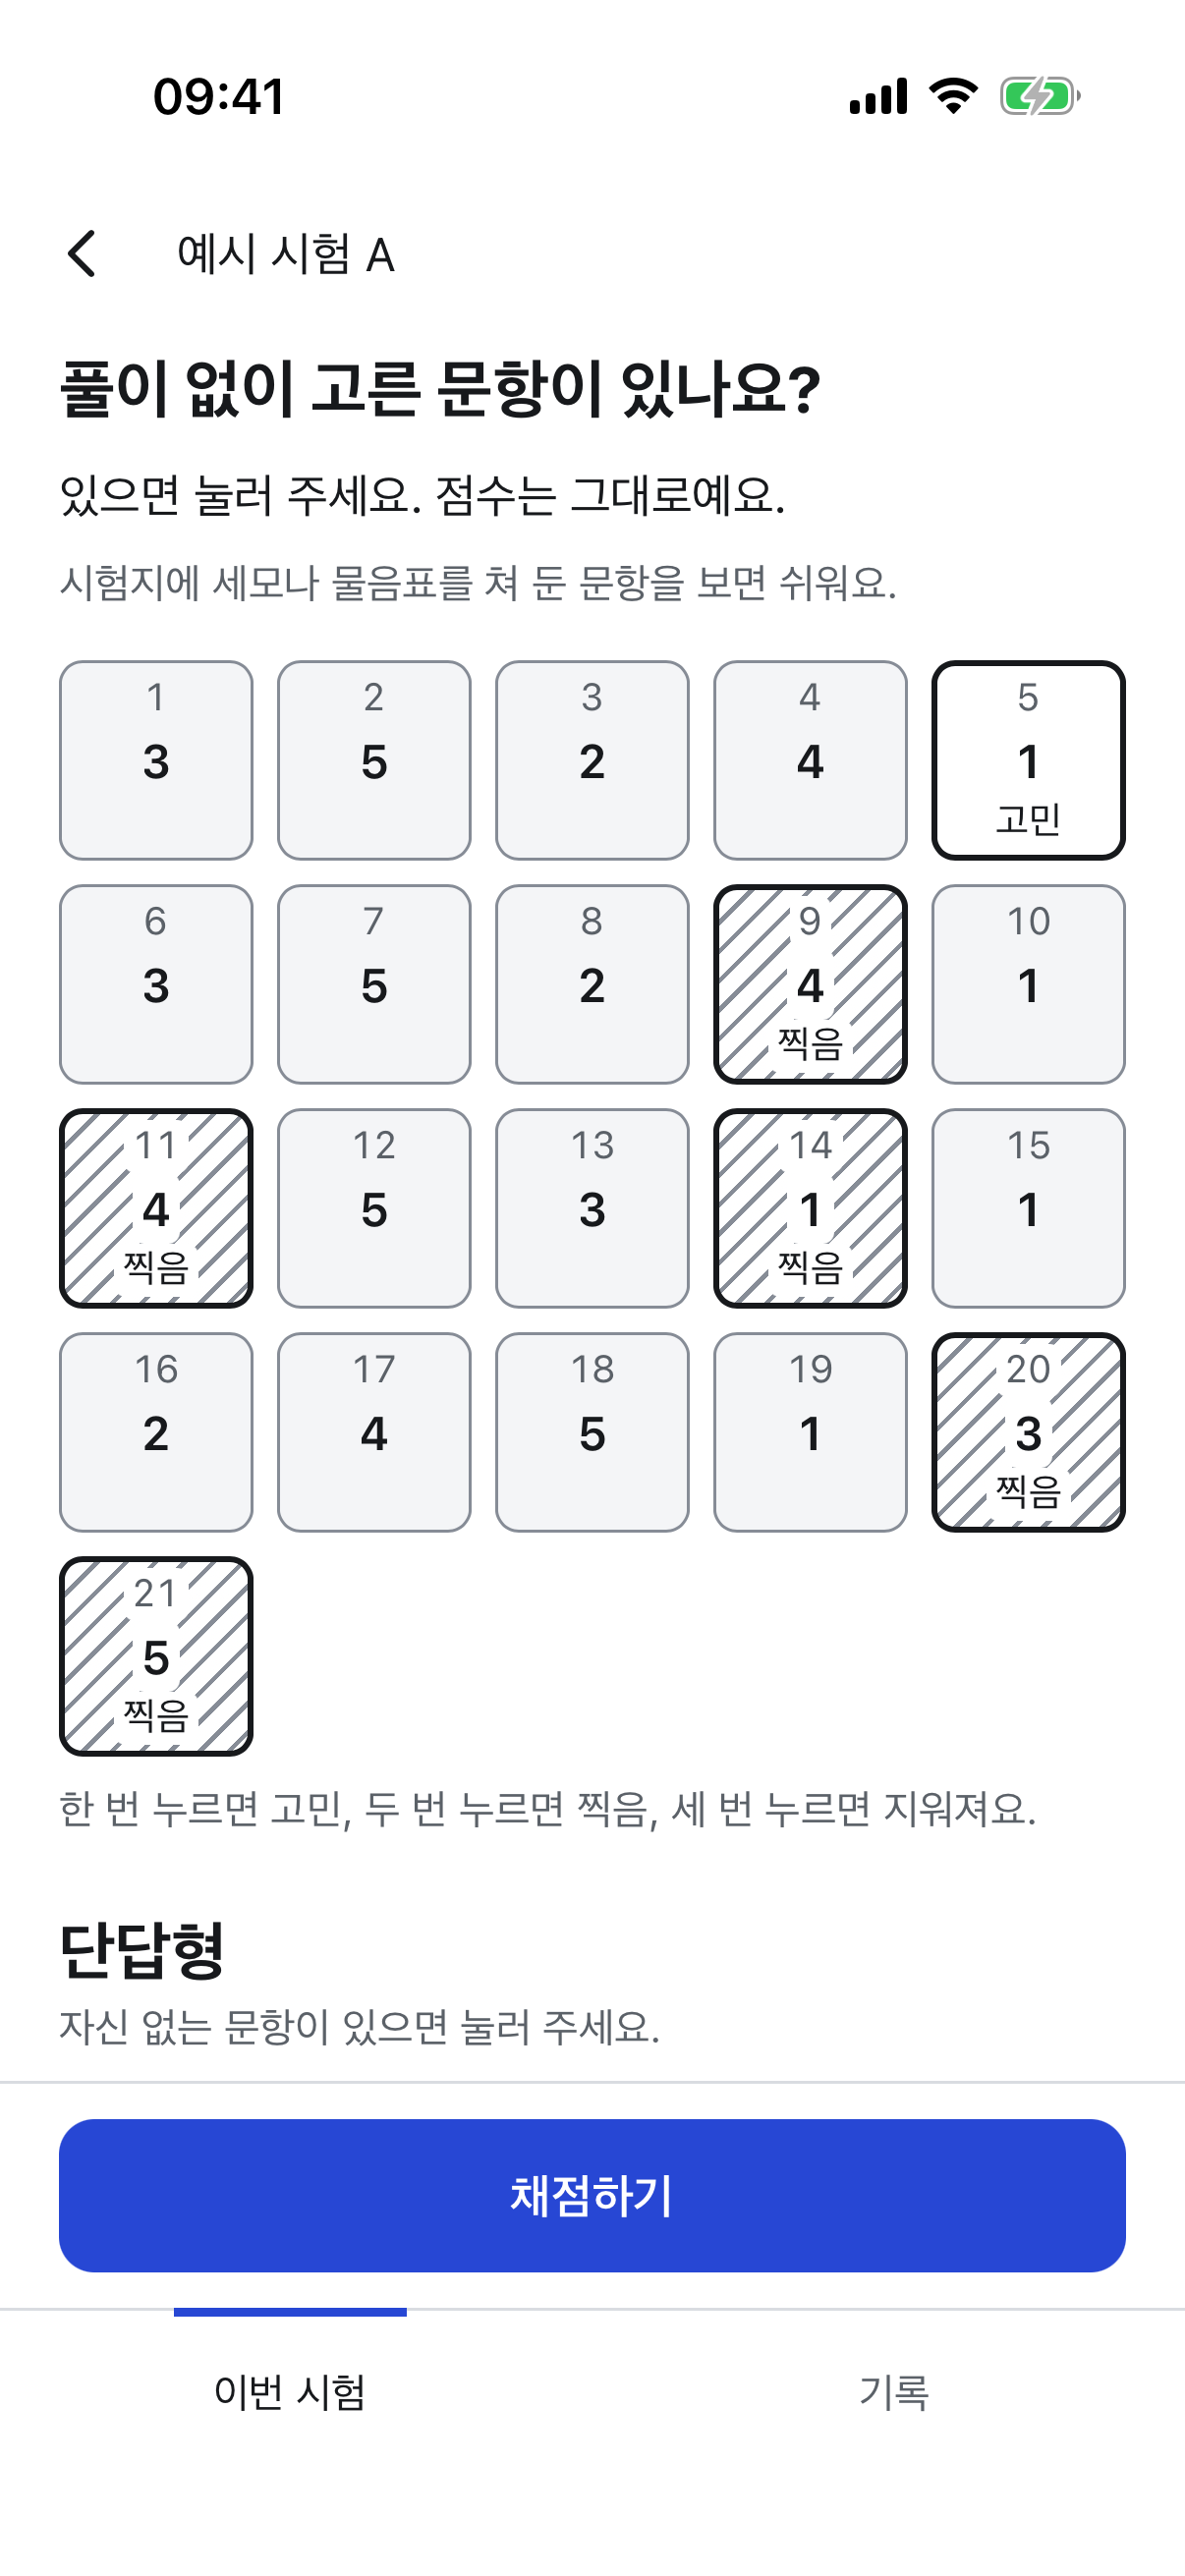 09:41
예시 시험 A
풀이 없이 고른 문항이 있나요?
있으면 눌러 주세요. 점수는 그대로예요.
시험지에 세모나 물음표를 쳐 둔 문항을 보면 쉬워요.
1 2 3 4 5
3 5 2 4 1
고민
6 7 8 9 10
3 5 2 4 1
찍음
11 12 13 14 15
4 5 3 1 1
찍음 찍음
16 17 18 19 20
2 4 5 1 3
찍음
21
5
찍음
한 번 누르면 고민, 두 번 누르면 찍음, 세 번 누르면 지워져요.
단답형
자신 없는 문항이 있으면 눌러 주세요.
채점하기
이번 시험 기록